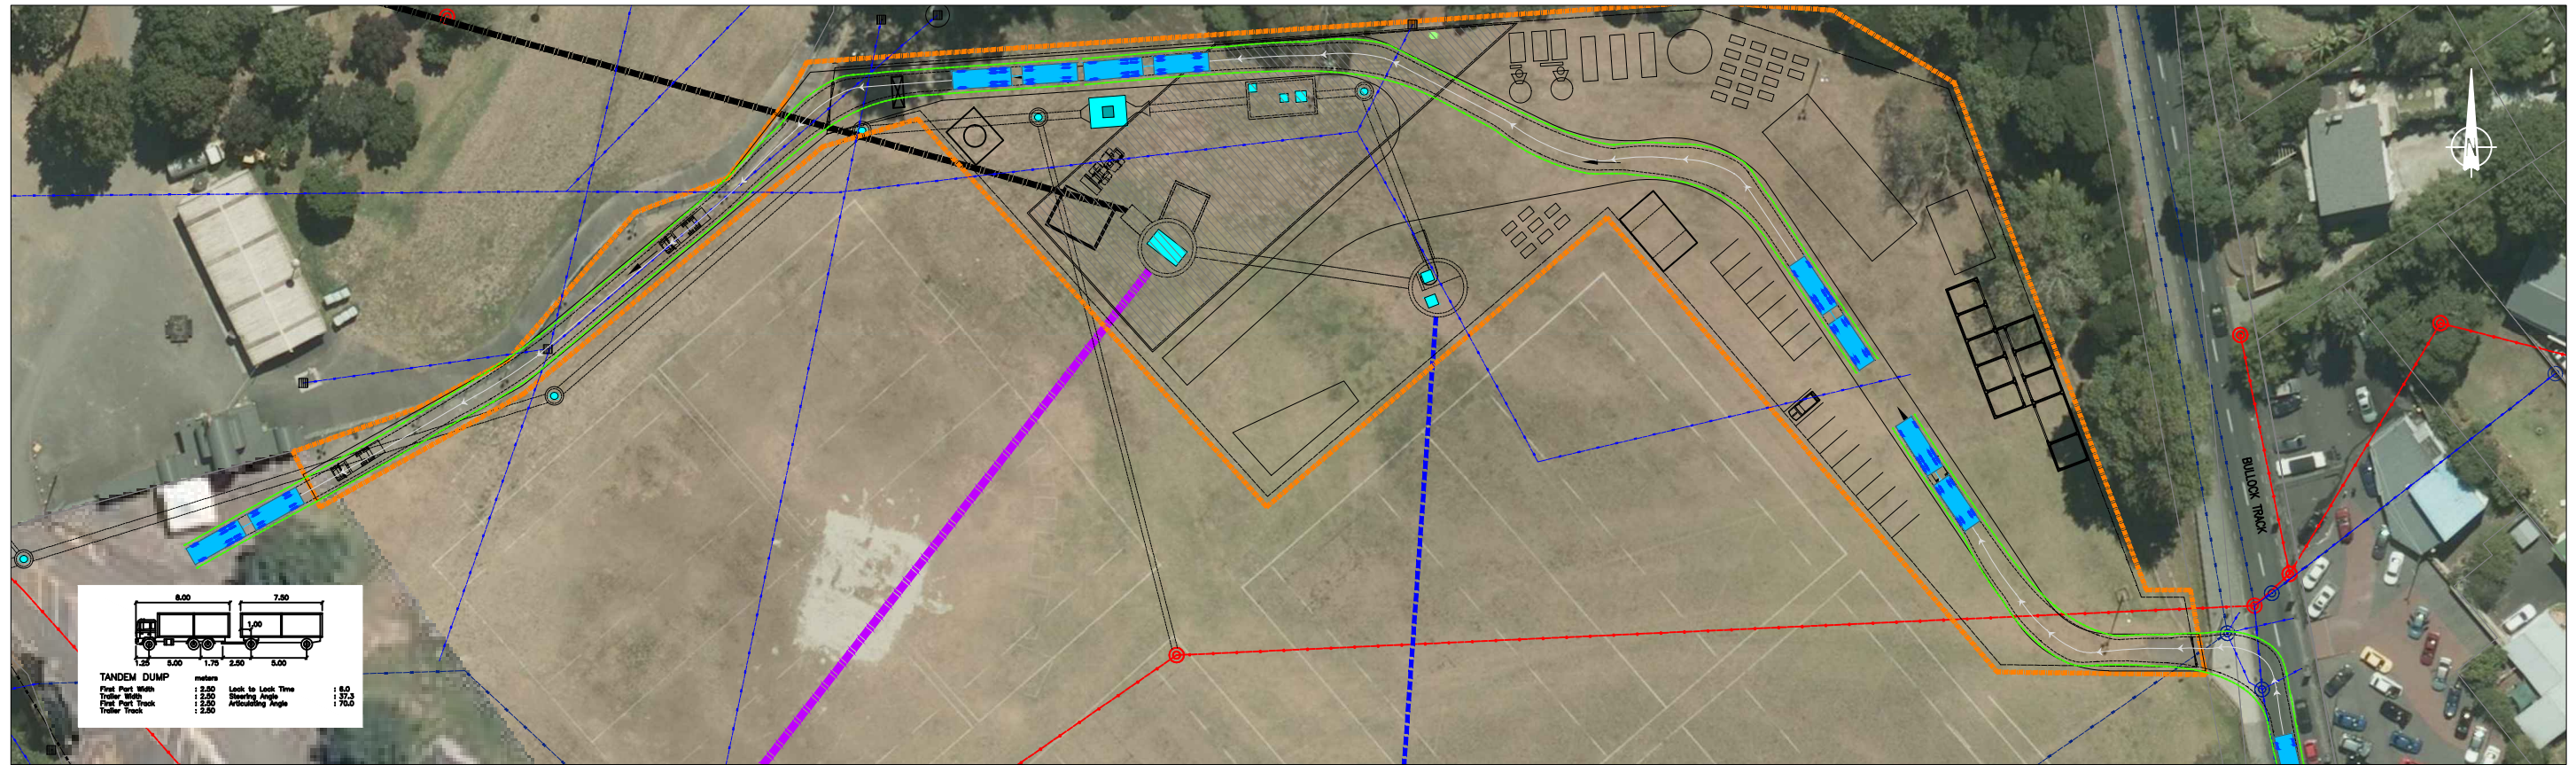 N
BULLOCK TRACK
8.00 7.50
1.00
1.25 5.00 1.75 2.50 5.00
TANDEM DUMP meters
First Part Width : 2.50 Lock to Lock Time : 6.0
Trailer Width : 2.50 Steering Angle : 37.3
First Part Track : 2.50 Articulating Angle : 70.0
Trailer Track : 2.50